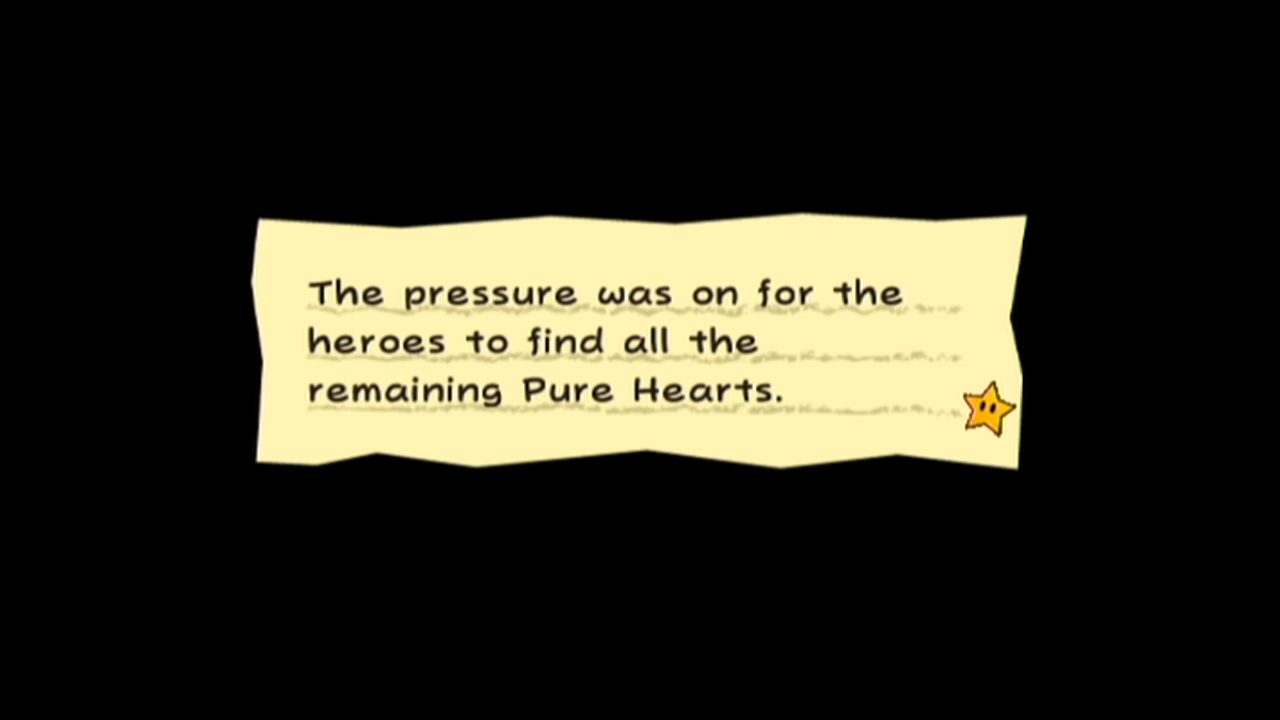 The pressure was on for the
heroes to find all the
remaining Pure Hearts.